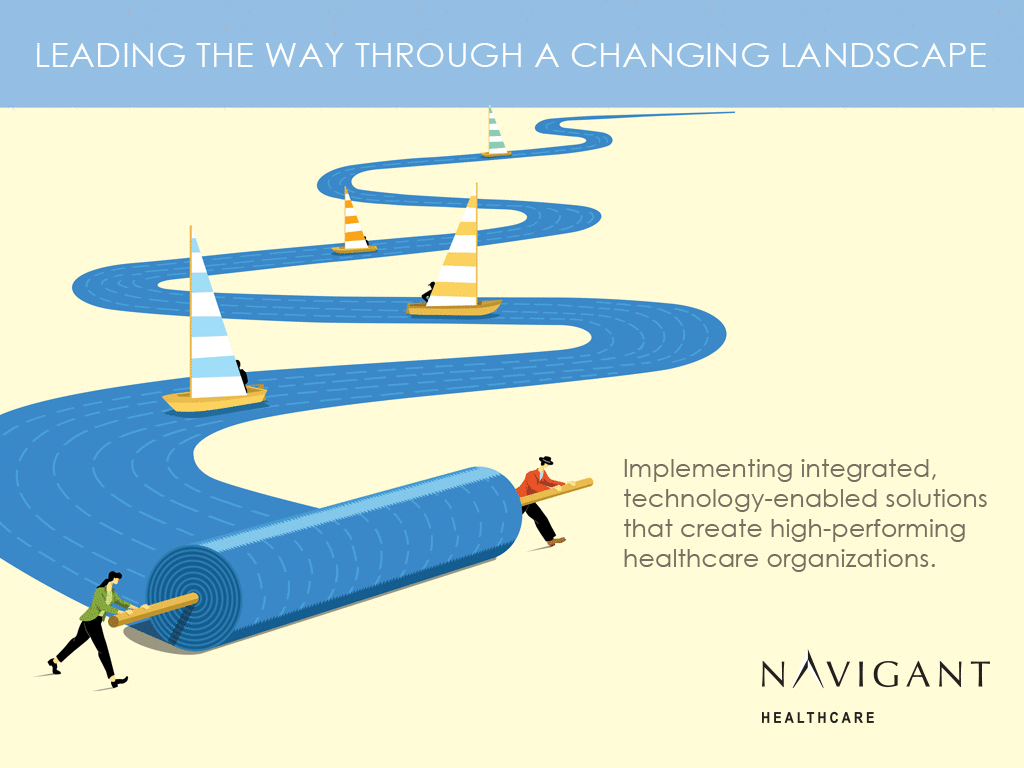 LEADING THE WAY THROUGH A CHANGING LANDSCAPE
Implementing integrated,
technology-enabled solutions
that create high-performing
healthcare organizations.
NAVIGANT
HEALTHCARE